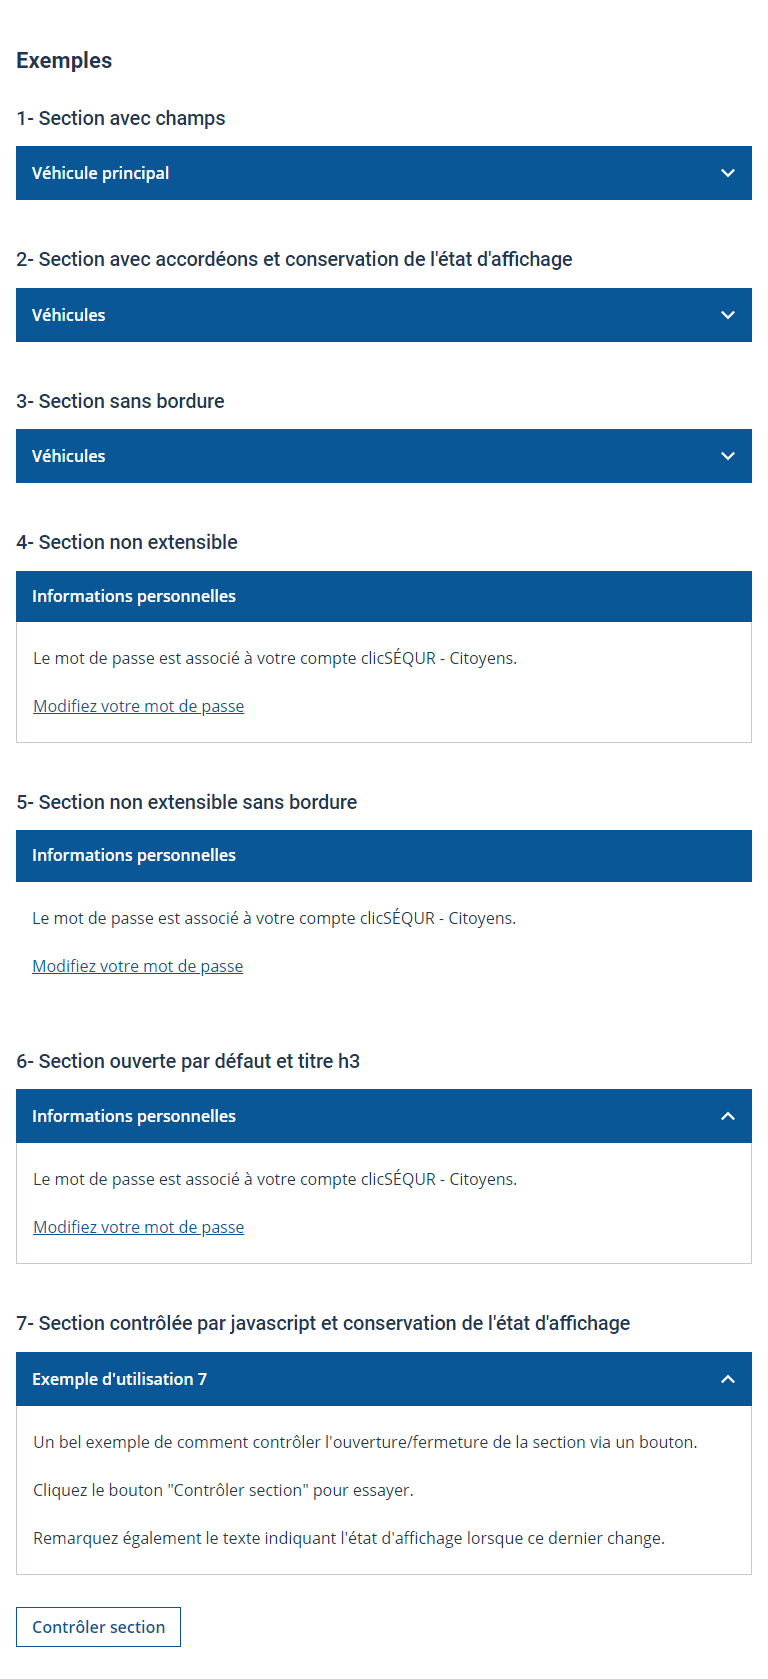 Exemples
1- Section avec champs
Véhicule principal
2- Section avec accordéons et conservation de l'état d'affichage
Véhicules
3- Section sans bordure
Véhicules
4- Section non extensible
Informations personnelles
Le mot de passe est associé à votre compte clicSÉQUR - Citoyens.
Modifiez votre mot de passe
5- Section non extensible sans bordure
Informations personnelles
Le mot de passe est associé à votre compte clicSÉQUR - Citoyens.
Modifiez votre mot de passe
6- Section ouverte par défaut et titre h3
Informations personnelles
Le mot de passe est associé à votre compte clicSÉQUR - Citoyens.
Modifiez votre mot de passe
7- Section contrôlée par javascript et conservation de l'état d'affichage
Exemple d'utilisation 7
Un bel exemple de comment contrôler l'ouverture/fermeture de la section via un bouton.
Cliquez le bouton "Contrôler section" pour essayer.
Remarquez également le texte indiquant l'état d'affichage lorsque ce dernier change.
Contrôler section